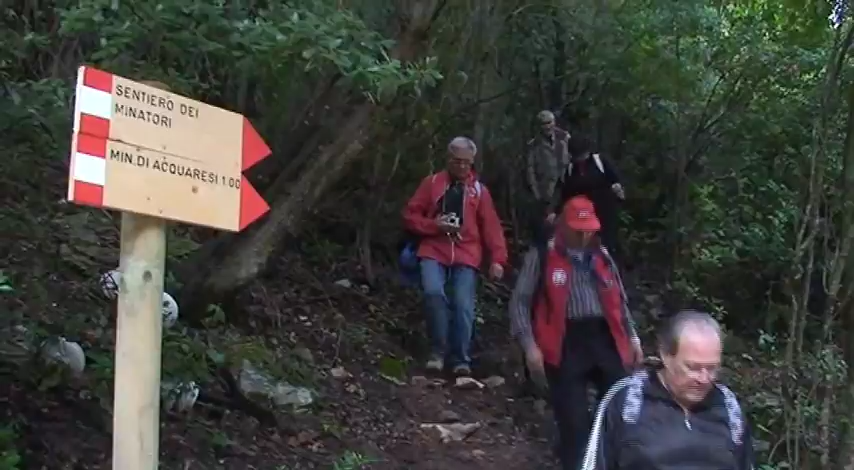 SENTIERO DEI
MINATORI
MIN.DI ACQUARESI 1.00